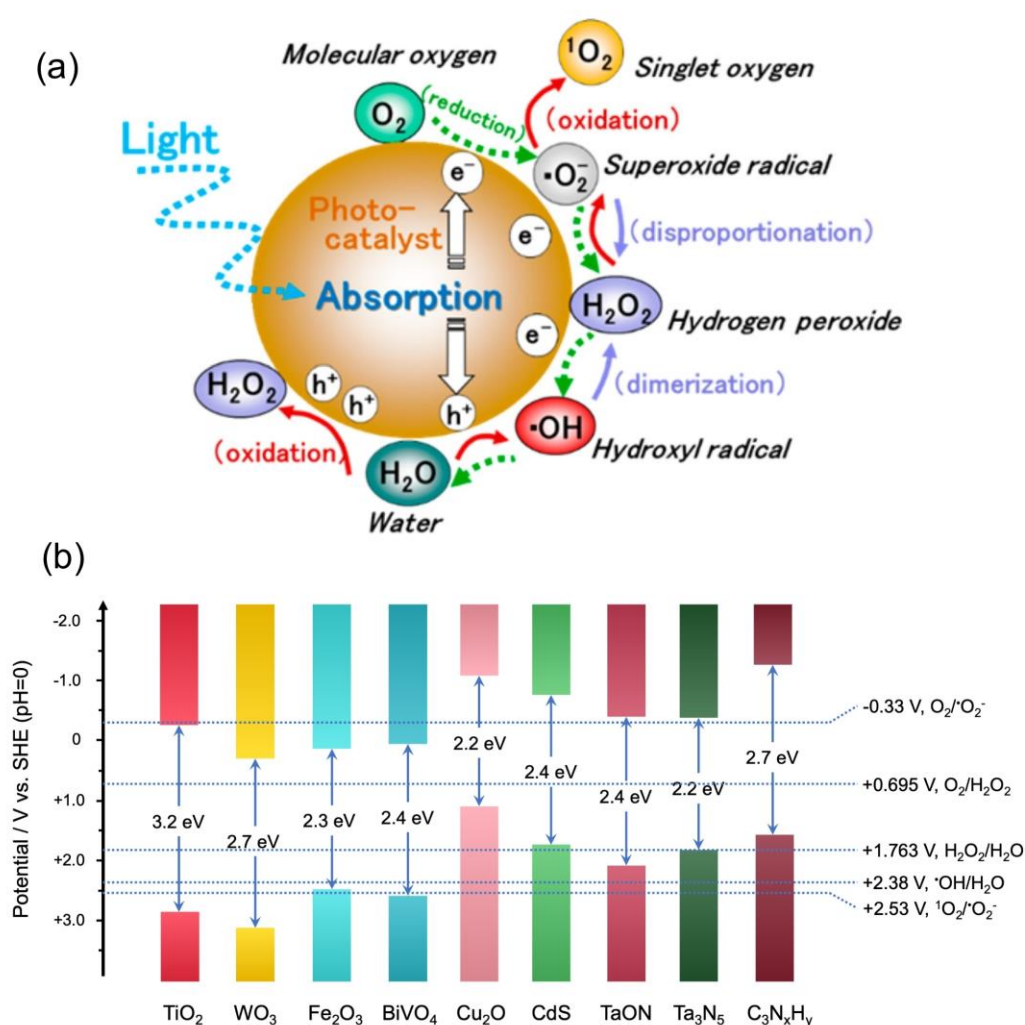 (a)
Molecular oxygen
¹O₂
Singlet oxygen
O₂
(reduction)
(oxidation)
Light
·O₂⁻
Superoxide radical
e⁻
Photo-
catalyst
e⁻
(disproportionation)
Absorption
H₂O₂
Hydrogen peroxide
e⁻
H₂O₂
h⁺
h⁺
h⁺
(dimerization)
·OH
Hydroxyl radical
(oxidation)
H₂O
Water
(b)
Potential / V vs. SHE (pH=0)
-2.0
-1.0
0
+1.0
+2.0
+3.0
3.2 eV
2.7 eV
2.3 eV
2.4 eV
2.2 eV
2.4 eV
2.4 eV
2.2 eV
2.7 eV
-0.33 V, O₂/•O₂⁻
+0.695 V, O₂/H₂O₂
+1.763 V, H₂O₂/H₂O
+2.38 V, •OH/H₂O
+2.53 V, ¹O₂/•O₂⁻
TiO₂ WO₃ Fe₂O₃ BiVO₄ Cu₂O CdS TaON Ta₃N₅ C₃NₓHᵧ